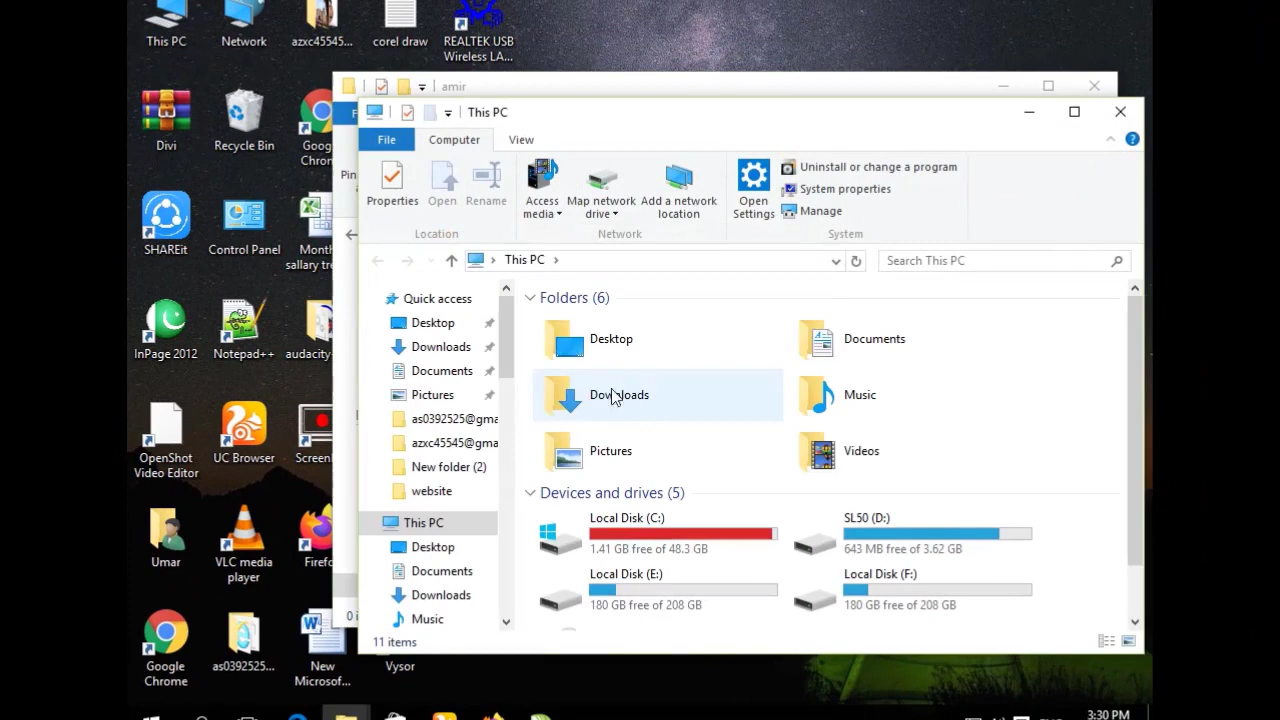 This PC
Network
azxc45545...
corel draw
REALTEK USB
Wireless LA...
Divi
Recycle Bin
Goog
Chron
SHAREit
Control Panel
Month
sallary tre
InPage 2012
Notepad++
audacity-
OpenShot
Video Editor
UC Browser
Screenl
Umar
VLC media
player
Firefo
Google
Chrome
as0392525...
New
Microsof...
Vysor
amir
F
Pin
0 i
This PC
File
Computer
View
Properties
Open
Rename
Access
media
Map network
drive
Add a network
location
Open
Settings
Uninstall or change a program
System properties
Manage
Location
Network
System
This PC
Search This PC
Quick access
Desktop
Downloads
Documents
Pictures
as0392525@gma
azxc45545@gma
New folder (2)
website
This PC
Desktop
Documents
Downloads
Music
Folders (6)
Desktop
Documents
Downloads
Music
Pictures
Videos
Devices and drives (5)
Local Disk (C:)
1.41 GB free of 48.3 GB
SL50 (D:)
643 MB free of 3.62 GB
Local Disk (E:)
180 GB free of 208 GB
Local Disk (F:)
180 GB free of 208 GB
11 items
3:30 PM